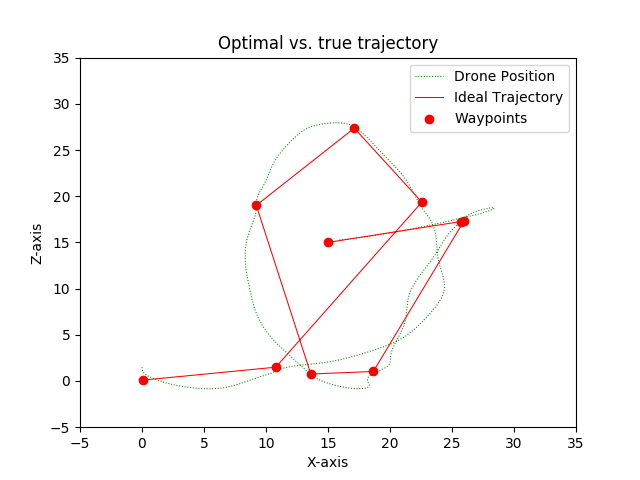 Optimal vs. true trajectory
Drone Position
Ideal Trajectory
Waypoints
Z-axis
35
30
25
20
15
10
5
0
−5
−5 0 5 10 15 20 25 30 35
X-axis